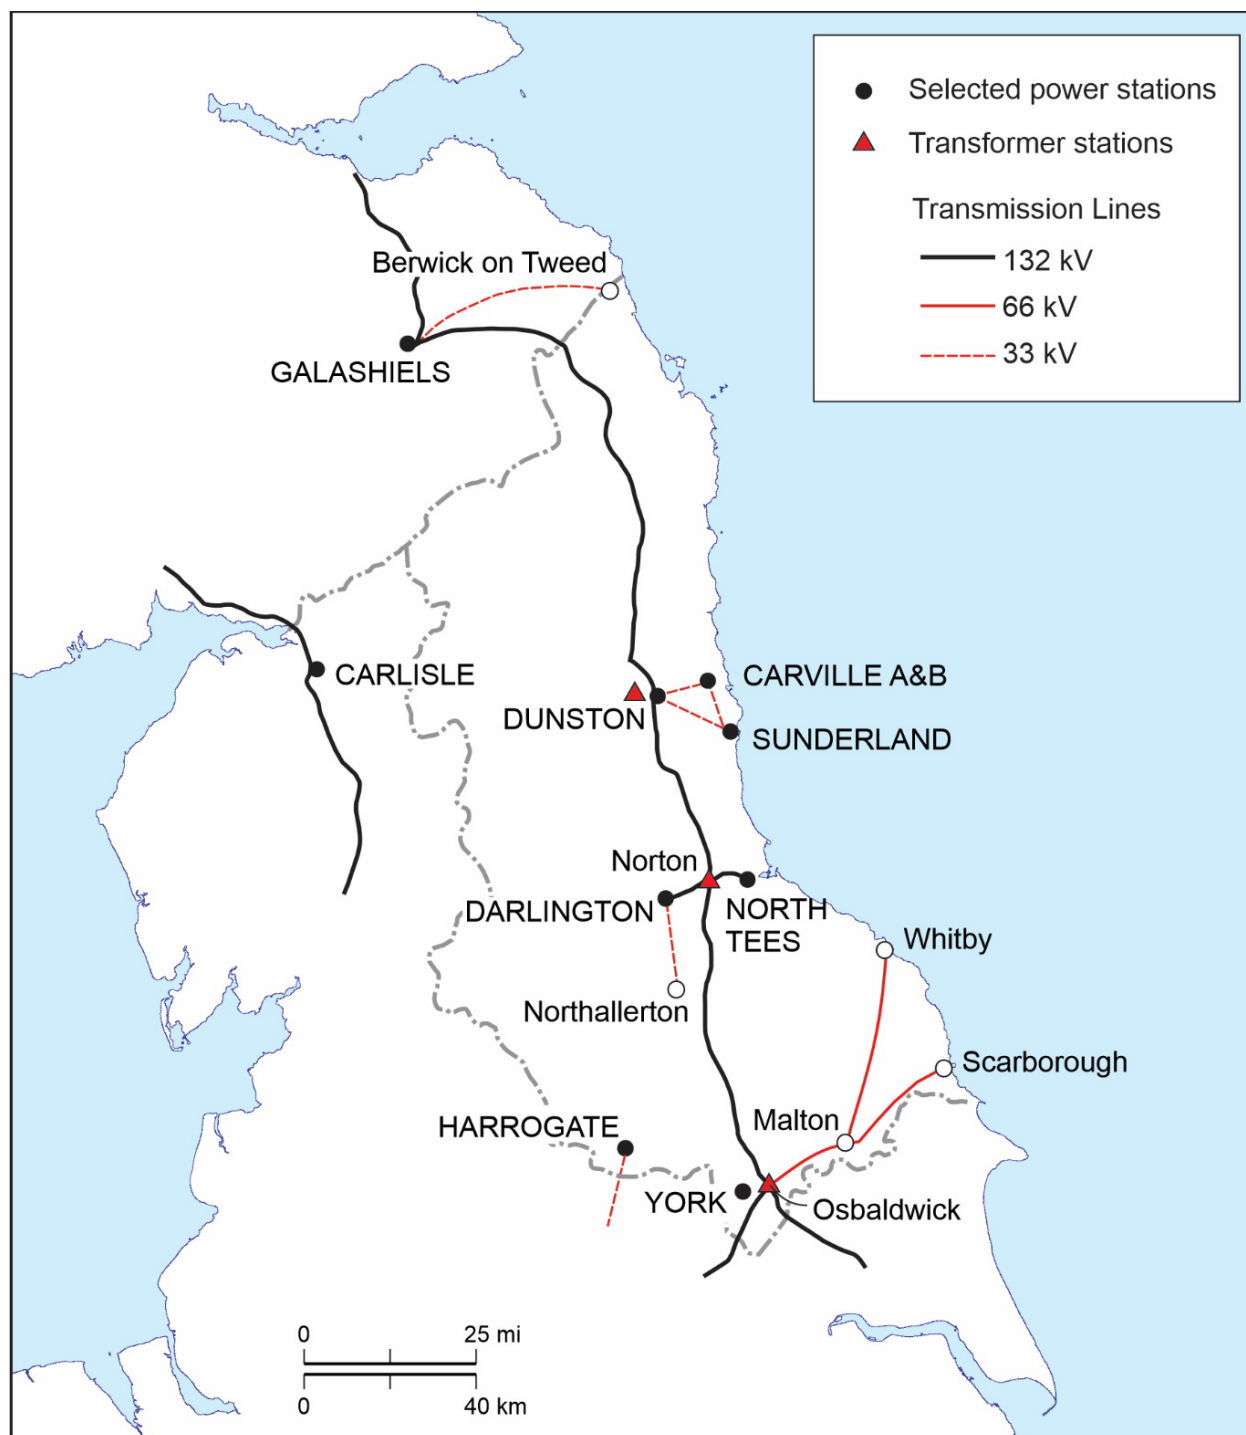 Selected power stations
Transformer stations
Transmission Lines
132 kV
66 kV
33 kV
Berwick on Tweed
GALASHIELS
CARLISLE
CARVILLE A&B
DUNSTON
SUNDERLAND
Norton
DARLINGTON
NORTH
TEES
Whitby
Northallerton
Scarborough
Malton
HARROGATE
YORK
Osbaldwick
0 25 mi
0 40 km